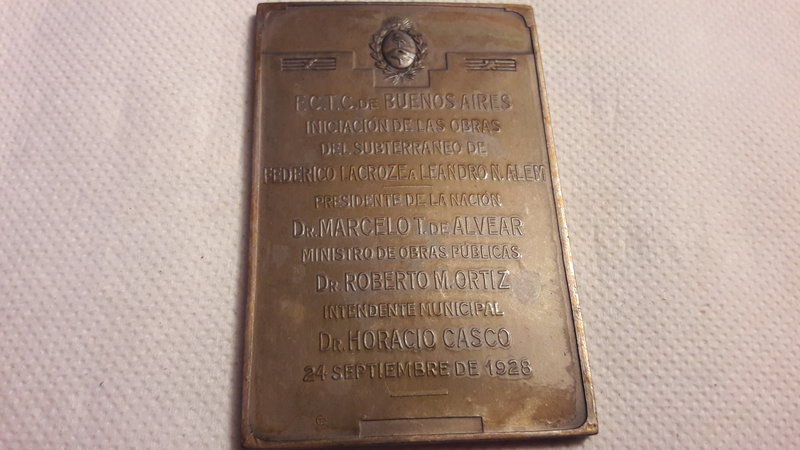 F.C.T.C. DE BUENOS AIRES
INICIACIÓN DE LAS OBRAS
DEL SUBTERRANEO DE
FEDERICO LACROZE A LEANDRO N. ALEM
PRESIDENTE DE LA NACIÓN
DR. MARCELO T. DE ALVEAR
MINISTRO DE OBRAS PÚBLICAS.
DR. ROBERTO M. ORTIZ
INTENDENTE MUNICIPAL
DR. HORACIO CASCO
24 SEPTIEMBRE DE 1928